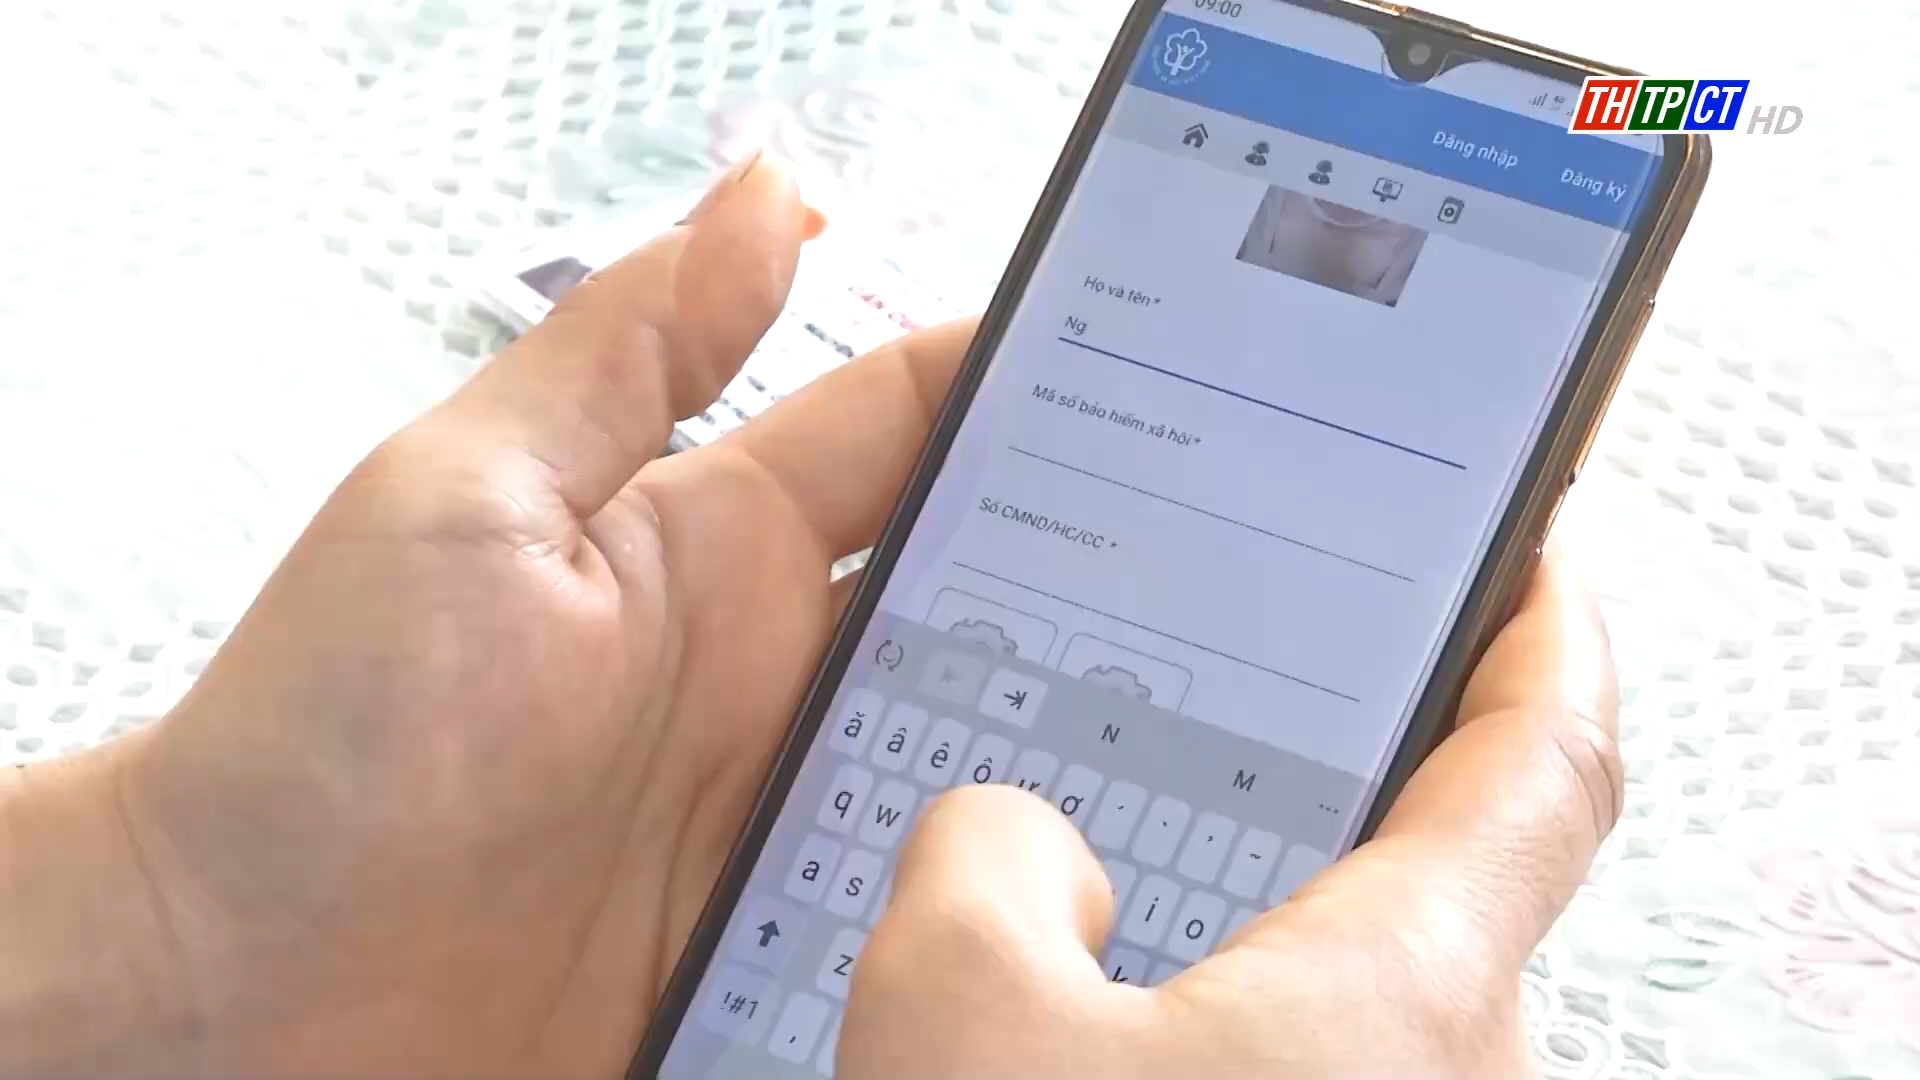 09:00
THTPCT HD
Đăng nhập
Đăng ký
Họ và tên *
Ng
Mã số bảo hiểm xã hội *
Số CMND/HC/CC *
N M ...
ă â ê ô ư ơ
q w i o
a s k
z
!#1 ,